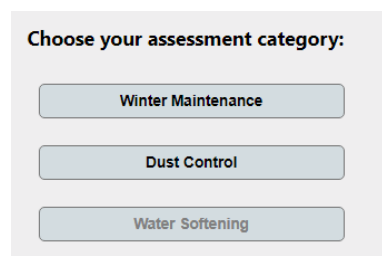 Choose your assessment category:
Winter Maintenance
Dust Control
Water Softening